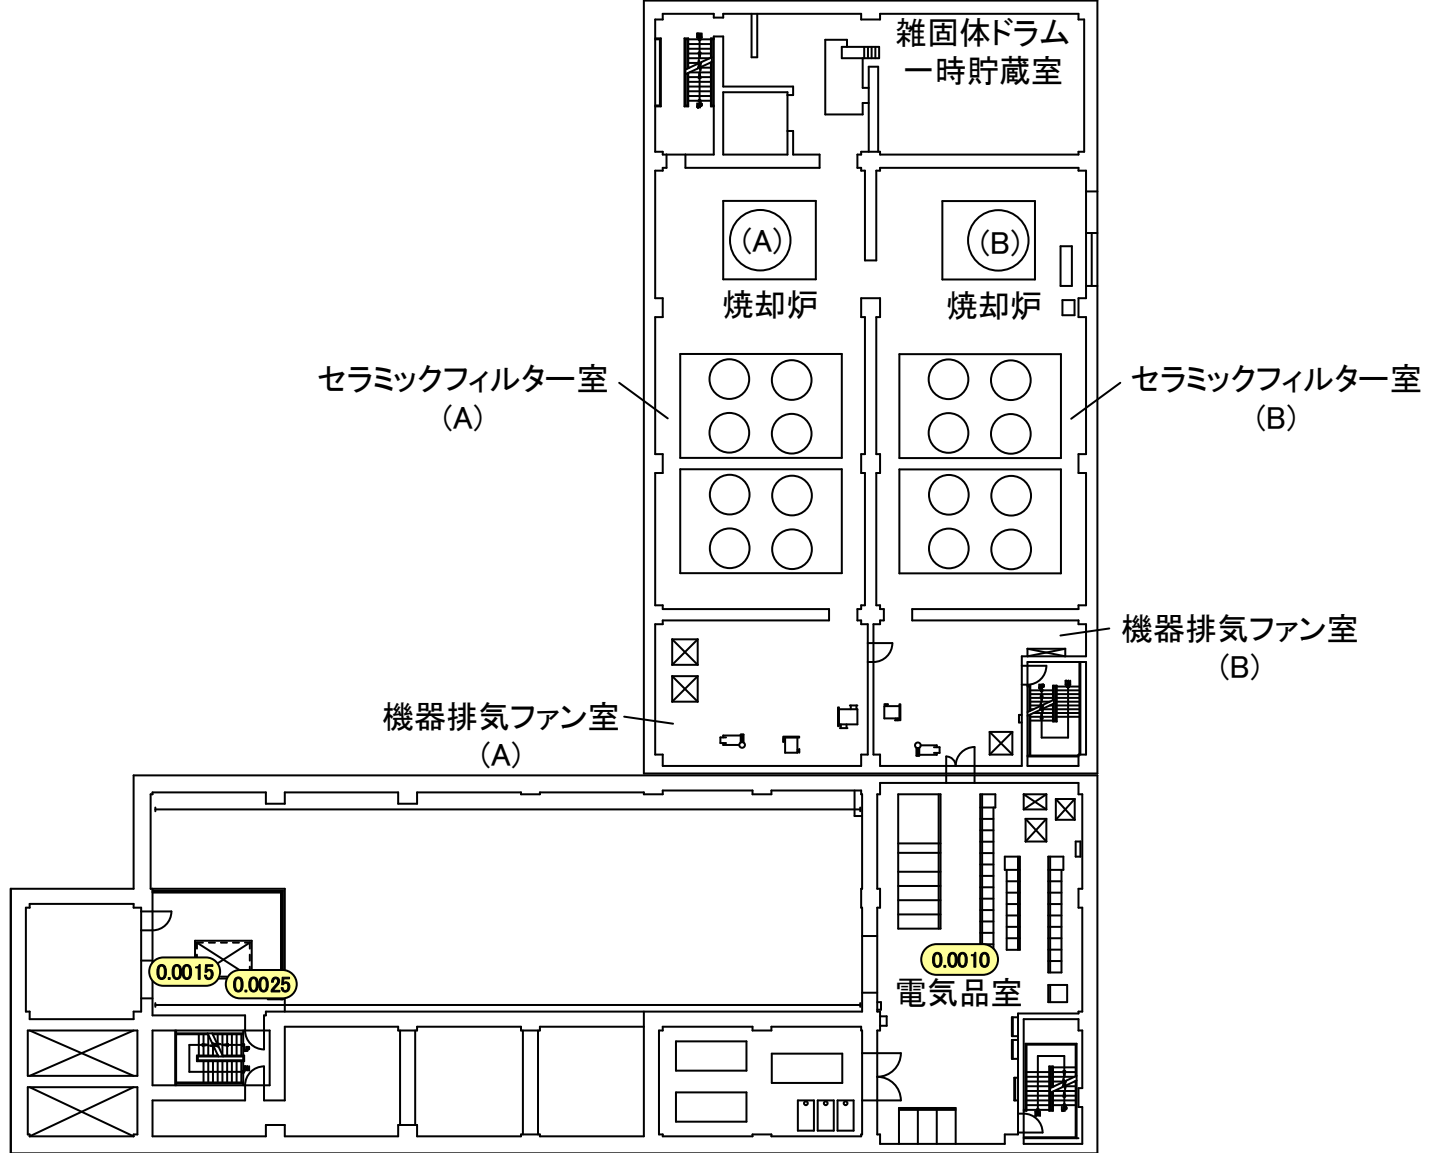 雑固体ドラム
一時貯蔵室
(A)
(B)
焼却炉
焼却炉
セラミックフィルター室
(A)
セラミックフィルター室
(B)
機器排気ファン室
(B)
機器排気ファン室
(A)
0.0015
0.0025
0.0010
電気品室